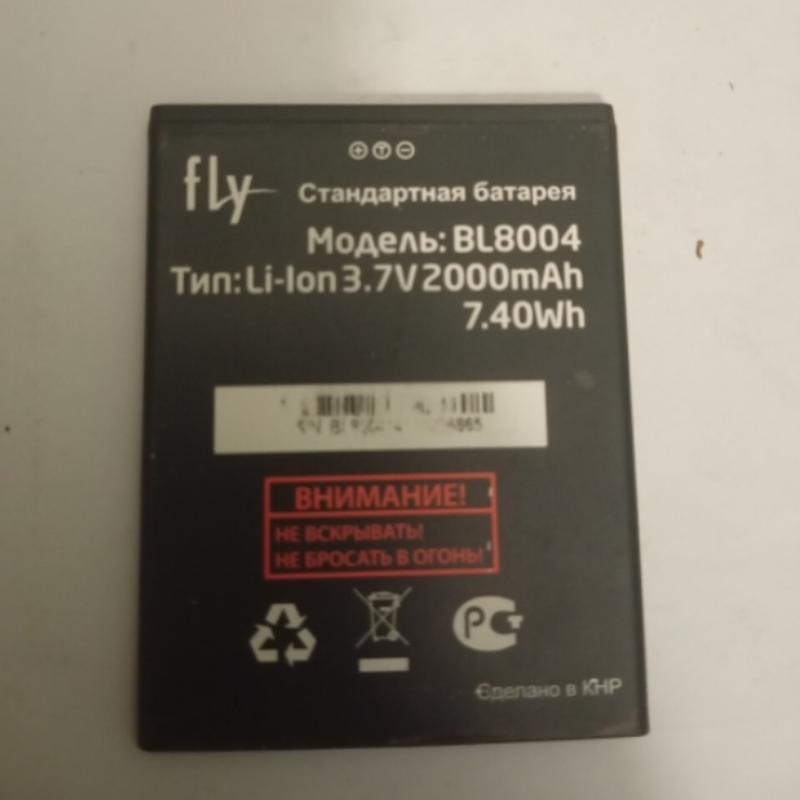 fly
Стандартная батарея
Модель: BL8004
Тип: Li-Ion 3.7V 2000mAh
7.40Wh
ВНИМАНИЕ!
НЕ ВСКРЫВАТЬ!
НЕ БРОСАТЬ В ОГОНЬ!
Сделано в КНР